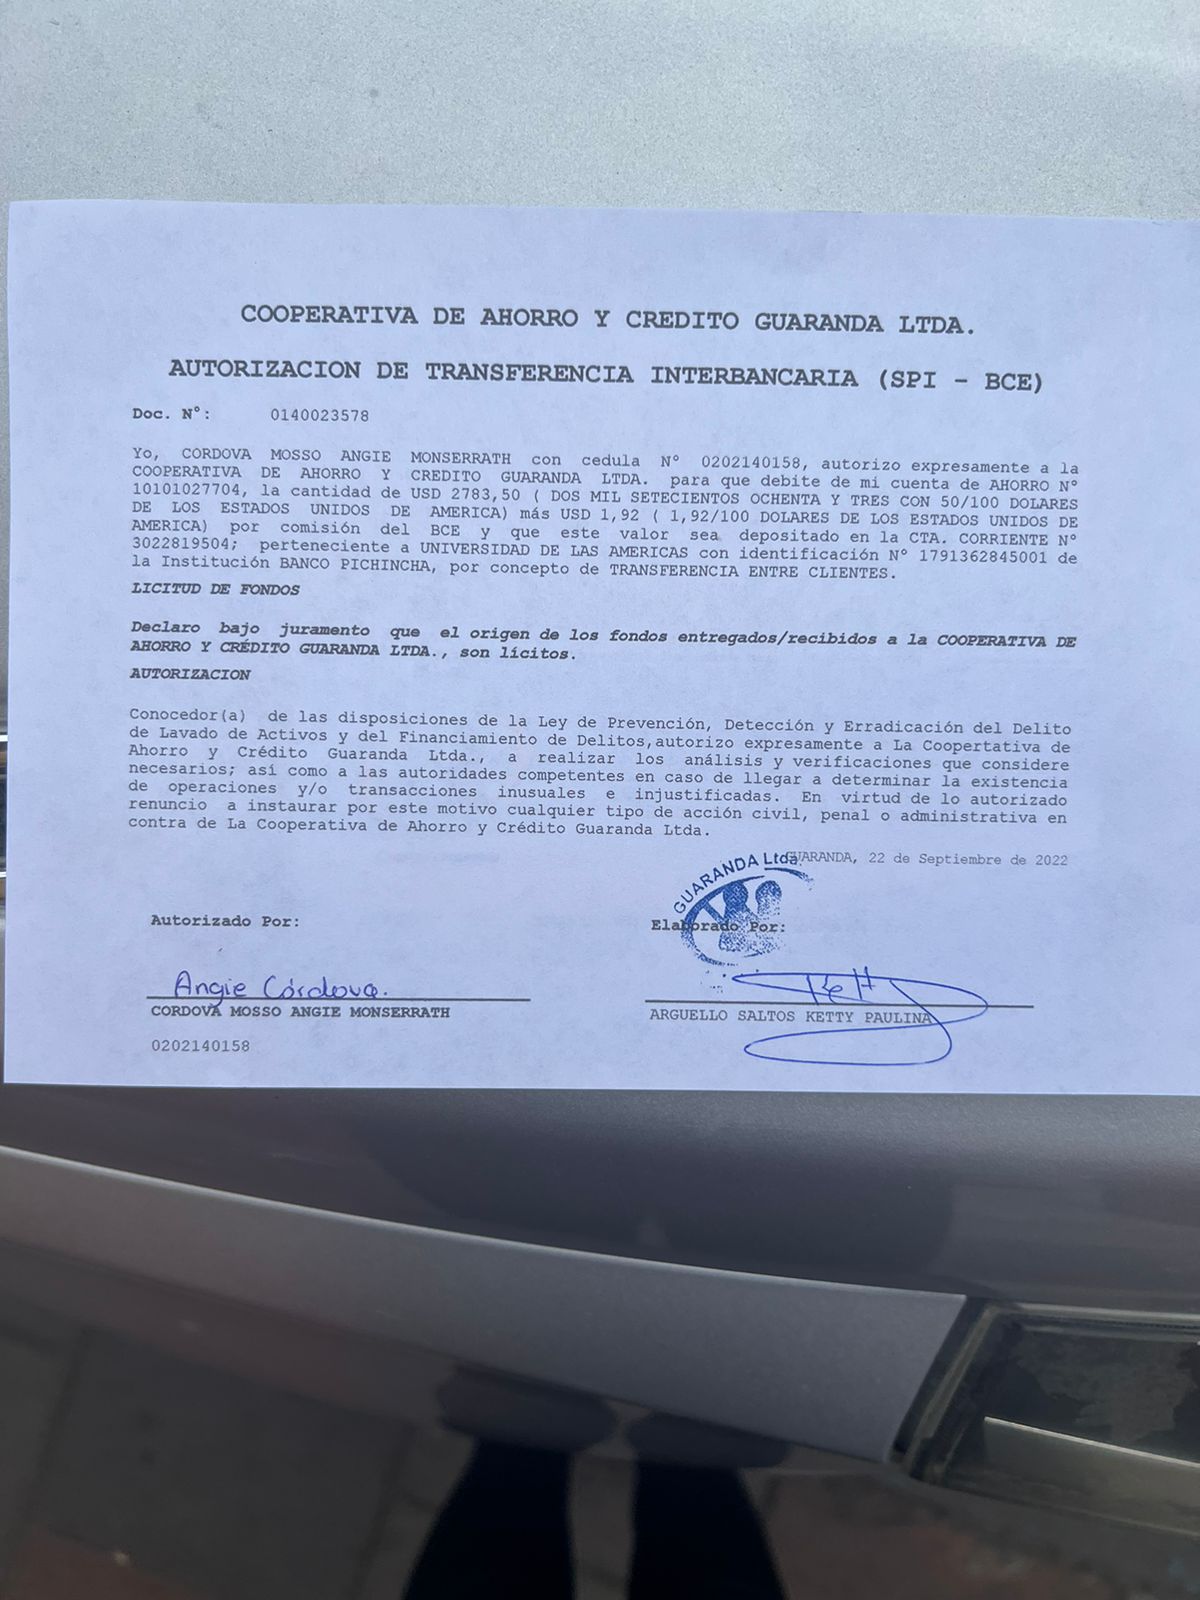 COOPERATIVA DE AHORRO Y CREDITO GUARANDA LTDA.
AUTORIZACION DE TRANSFERENCIA INTERBANCARIA (SPI - BCE)
Doc. N°: 0140023578
Yo, CORDOVA MOSSO ANGIE MONSERRATH con cedula N° 0202140158, autorizo expresamente a la
COOPERATIVA DE AHORRO Y CREDITO GUARANDA LTDA. para que debite de mi cuenta de AHORRO N°
10101027704, la cantidad de USD 2783,50 ( DOS MIL SETECIENTOS OCHENTA Y TRES CON 50/100 DOLARES
DE LOS ESTADOS UNIDOS DE AMERICA) más USD 1,92 ( 1,92/100 DOLARES DE LOS ESTADOS UNIDOS DE
AMERICA) por comisión del BCE y que este valor sea depositado en la CTA. CORRIENTE N°
3022819504; perteneciente a UNIVERSIDAD DE LAS AMERICAS con identificación N° 1791362845001 de
la Institución BANCO PICHINCHA, por concepto de TRANSFERENCIA ENTRE CLIENTES.
LICITUD DE FONDOS
Declaro bajo juramento que el origen de los fondos entregados/recibidos a la COOPERATIVA DE
AHORRO Y CRÉDITO GUARANDA LTDA., son lícitos.
AUTORIZACION
Conocedor(a) de las disposiciones de la Ley de Prevención, Detección y Erradicación del Delito
de Lavado de Activos y del Financiamiento de Delitos,autorizo expresamente a La Coopertativa de
Ahorro y Crédito Guaranda Ltda., a realizar los análisis y verificaciones que considere
necesarios; así como a las autoridades competentes en caso de llegar a determinar la existencia
de operaciones y/o transacciones inusuales e injustificadas. En virtud de lo autorizado
renuncio a instaurar por este motivo cualquier tipo de acción civil, penal o administrativa en
contra de La Cooperativa de Ahorro y Crédito Guaranda Ltda.
GUARANDA, 22 de Septiembre de 2022
GUARANDA Ltda.
Autorizado Por: Elaborado Por:
Angie Córdova.
CORDOVA MOSSO ANGIE MONSERRATH ARGUELLO SALTOS KETTY PAULINA
0202140158